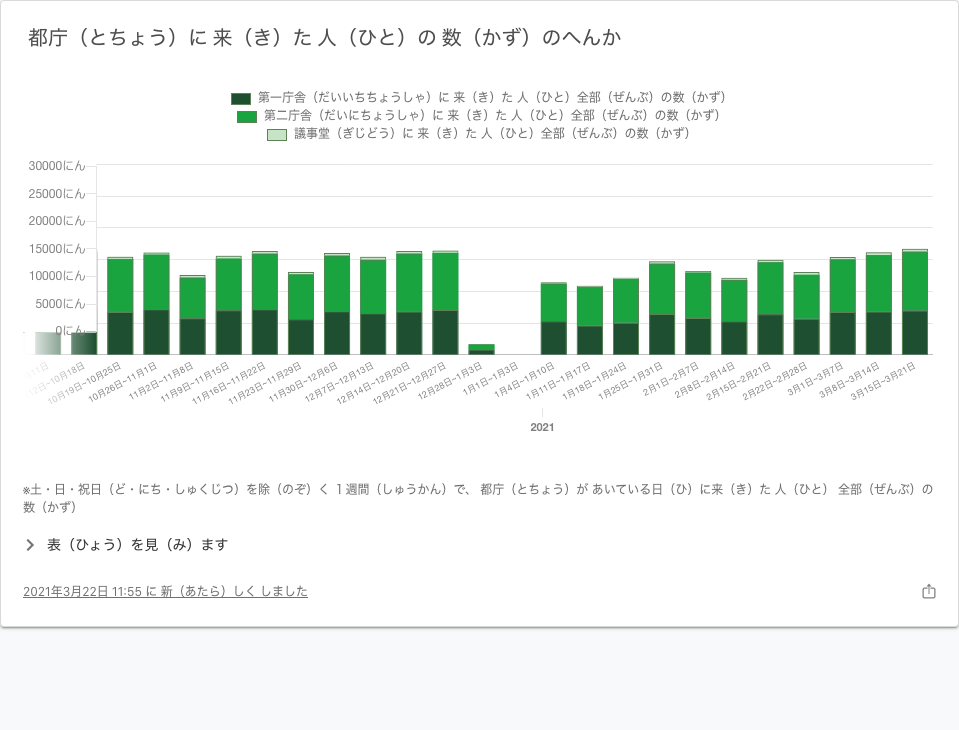 都庁（とちょう）に 来（き）た 人（ひと）の 数（かず）のへんか
第一庁舎（だいいちちょうしゃ）に 来（き）た 人（ひと）全部（ぜんぶ）の数（かず）
第二庁舎（だいにちょうしゃ）に 来（き）た 人（ひと）全部（ぜんぶ）の数（かず）
議事堂（ぎじどう）に 来（き）た 人（ひと）全部（ぜんぶ）の数（かず）
30000にん
25000にん
20000にん
15000にん
10000にん
5000にん
0にん
10月19日~10月25日
10月26日~11月1日
11月2日~11月8日
11月9日~11月15日
11月16日~11月22日
11月23日~11月29日
11月30日~12月6日
12月7日~12月13日
12月14日~12月20日
12月21日~12月27日
12月28日~1月3日
1月1日~1月3日
1月4日~1月10日
1月11日~1月17日
1月18日~1月24日
1月25日~1月31日
2月1日~2月7日
2月8日~2月14日
2月15日~2月21日
2月22日~2月28日
3月1日~3月7日
3月8日~3月14日
3月15日~3月21日
2021
※土・日・祝日（ど・にち・しゅくじつ）を除（のぞ）く １週間（しゅうかん）で、 都庁（とちょう）が あいている日（ひ）に来（き）た 人（ひと） 全部（ぜんぶ）の
数（かず）
表（ひょう）を見（み）ます
2021年3月22日 11:55 に 新（あたら）しく しました